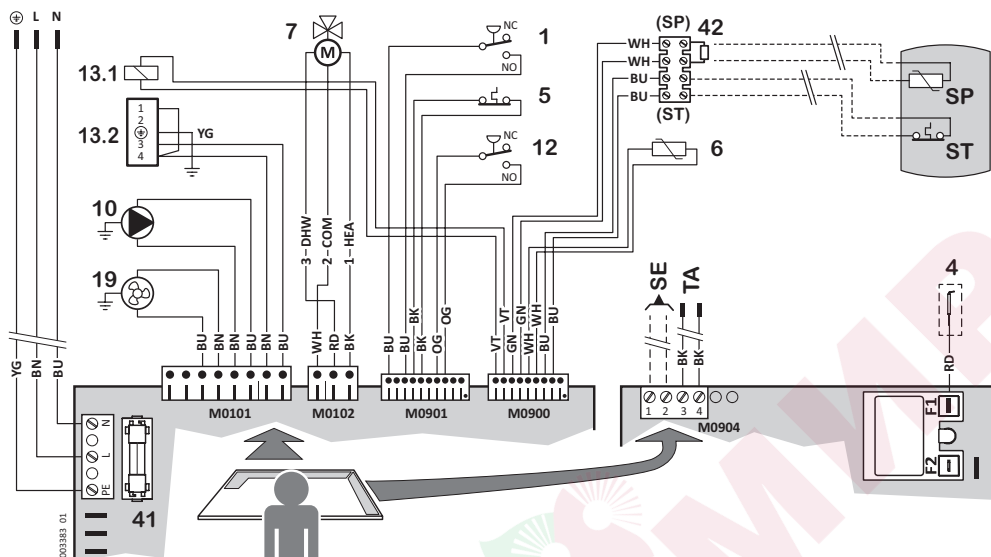 L N
7
NC
1
NO
13.1
5
1
2
3
4
13.2
YG
NC
12
NO
M
10
19
3-DHW
2-COM
1-HEA
(SP) 42
WH
WH
BU
BU
(ST)
6
SP
ST
YG
BN
BU
BU
BN
BN
BU
BN
BU
WH
RD
BK
BU
BU
BK
BK
OG
OG
VT
VT
GN
GN
WH
WH
BU
BU
SE
TA
BK
BK
4
RD
M0101
M0102
M0901
M0900
1 2 3 4
M0904
F1
F2
N
L
PE
41
003383 01